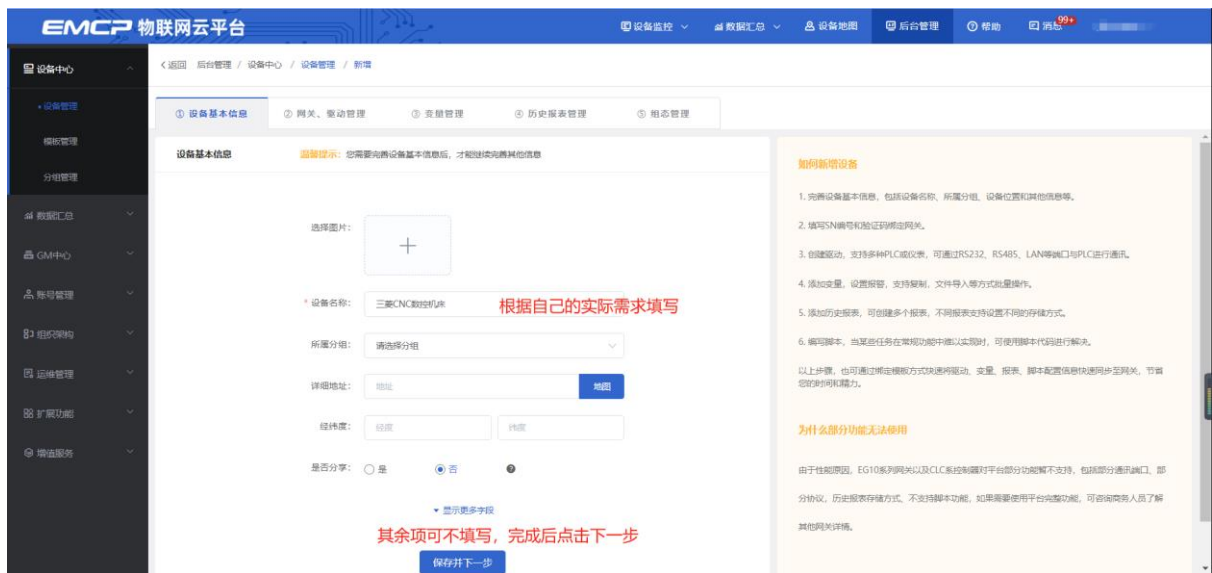 EMCP 物联网云平台
设备监控
数据汇总
设备地图
后台管理
帮助
消息
99+
设备中心
设备管理
模板管理
分组管理
数据汇总
GM中心
账号管理
组织架构
运维管理
扩展功能
增值服务
返回 后台管理 / 设备中心 / 设备管理 / 新增
① 设备基本信息
② 网关、驱动管理
③ 变量管理
④ 历史报表管理
⑤ 组态管理
设备基本信息
温馨提示：您需要完善设备基本信息后，才能继续完善其他信息
选择图片：
* 设备名称：
三菱CNC数控机床
根据自己的实际需求填写
所属分组：
请选择分组
详细地址：
地址
地图
经纬度：
经度
纬度
是否分享：
是
否
显示更多字段
其余项可不填写，完成后点击下一步
保存并下一步
如何新增设备
1. 完善设备基本信息，包括设备名称、所属分组、设备位置和其他信息等。
2. 填写SN编号和验证码绑定网关。
3. 创建驱动，支持多种PLC或仪表，可通过RS232、RS485、LAN等端口与PLC进行通讯。
4. 添加变量，设置报警，支持复制，文件导入等方式批量操作。
5. 添加历史报表，可创建多个报表，不同报表支持设置不同的存储方式。
6. 编写脚本，当某些任务在常规功能中难以实现时，可使用脚本代码进行解决。
以上步骤，也可通过绑定模板方式快速将驱动、变量、报表、脚本配置信息快速同步至网关，节省
您的时间和精力。
为什么部分功能无法使用
由于性能原因，EG10系列网关以及CLC系控制器对平台部分功能暂不支持，包括部分通讯端口、部
分协议，历史报表存储方式，不支持脚本功能，如果需要使用平台完整功能，可咨询商务人员了解
其他网关详情。